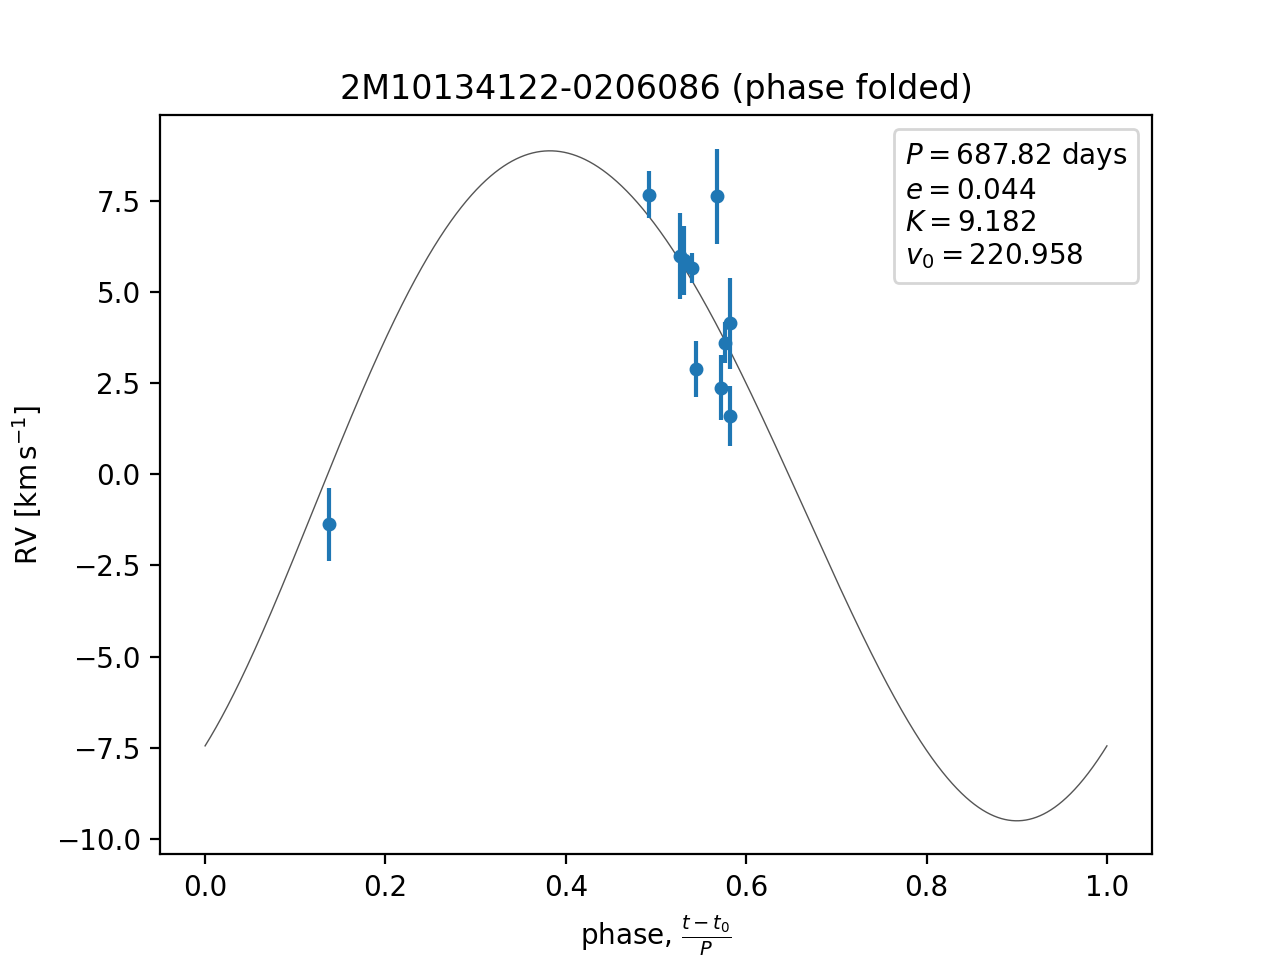 2M10134122-0206086 (phase folded)
P = 687.82 days
e = 0.044
K = 9.182
v₀ = 220.958
7.5
5.0
2.5
0.0
−2.5
−5.0
−7.5
−10.0
RV [km s⁻¹]
0.0 0.2 0.4 0.6 0.8 1.0
phase, (t − t₀)/P